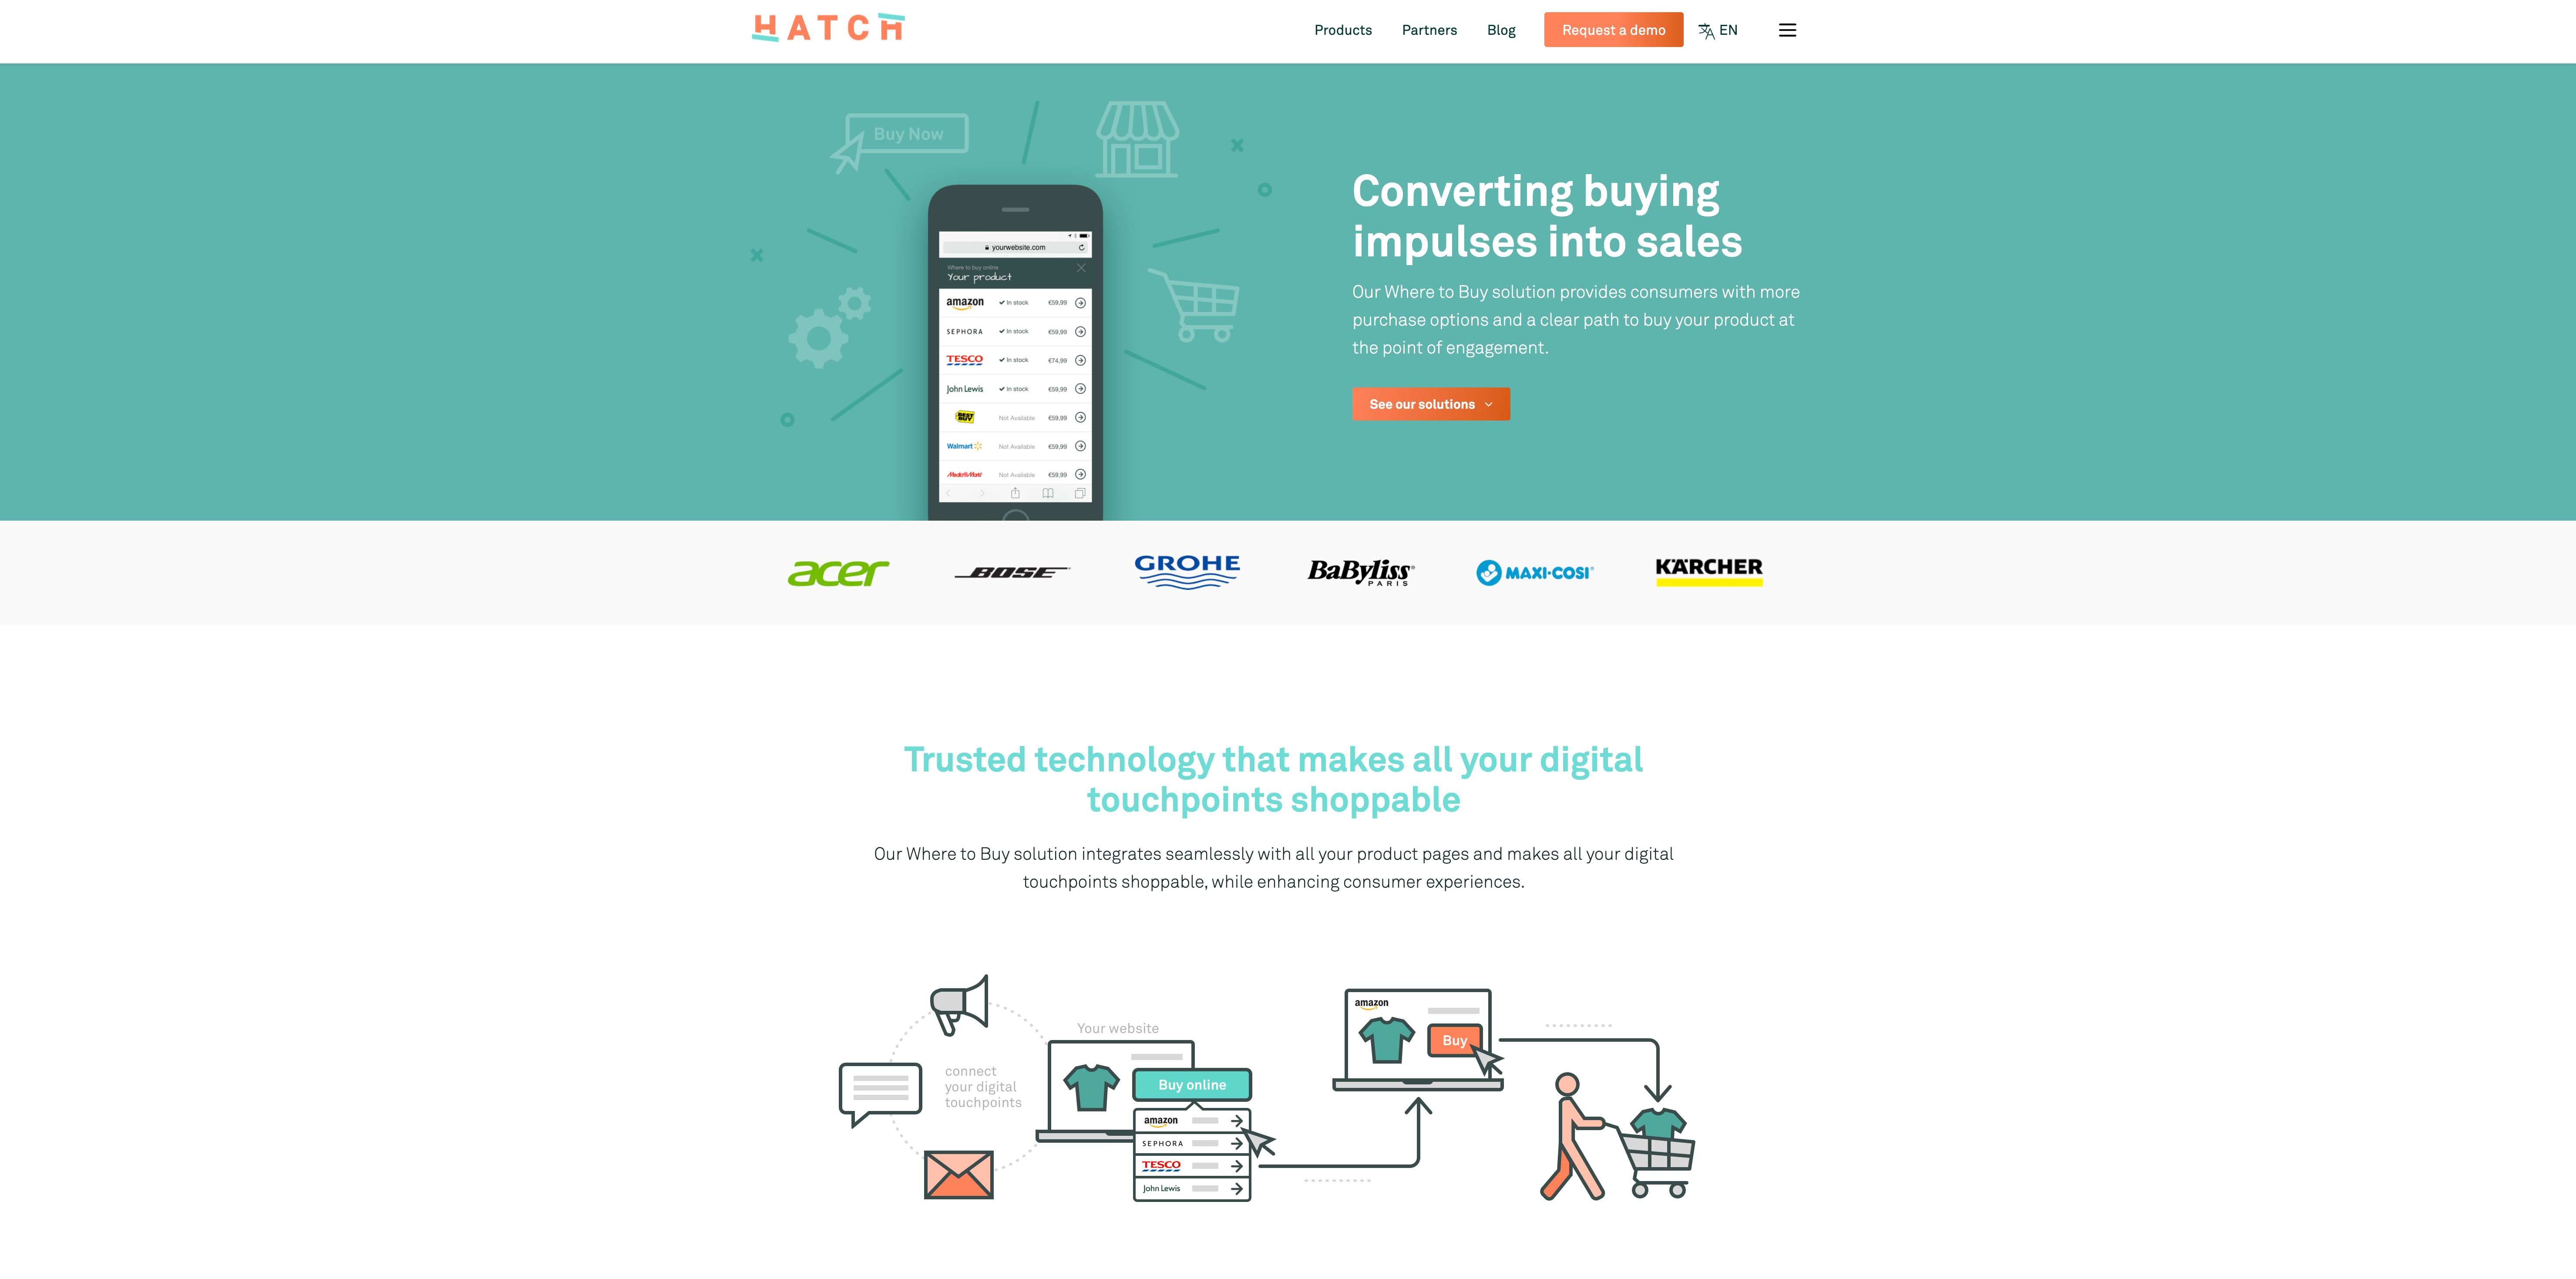 HATCH
Products
Partners
Blog
Request a demo
EN
Buy Now
yourwebsite.com
Where to buy online
Your product
amazon In stock €59,99
SEPHORA In stock €59,99
TESCO In stock €74,99
John Lewis In stock €59,99
BEST BUY Not Available €59,99
Walmart Not Available €59,99
MediaMarkt Not Available €59,99
Converting buying
impulses into sales
Our Where to Buy solution provides consumers with more
purchase options and a clear path to buy your product at
the point of engagement.
See our solutions
acer
BOSE
GROHE
BaByliss®
PARIS
MAXI·COSI®
KÄRCHER
Trusted technology that makes all your digital
touchpoints shoppable
Our Where to Buy solution integrates seamlessly with all your product pages and makes all your digital
touchpoints shoppable, while enhancing consumer experiences.
connect
your digital
touchpoints
Your website
Buy online
amazon
SEPHORA
TESCO
John Lewis
amazon
Buy